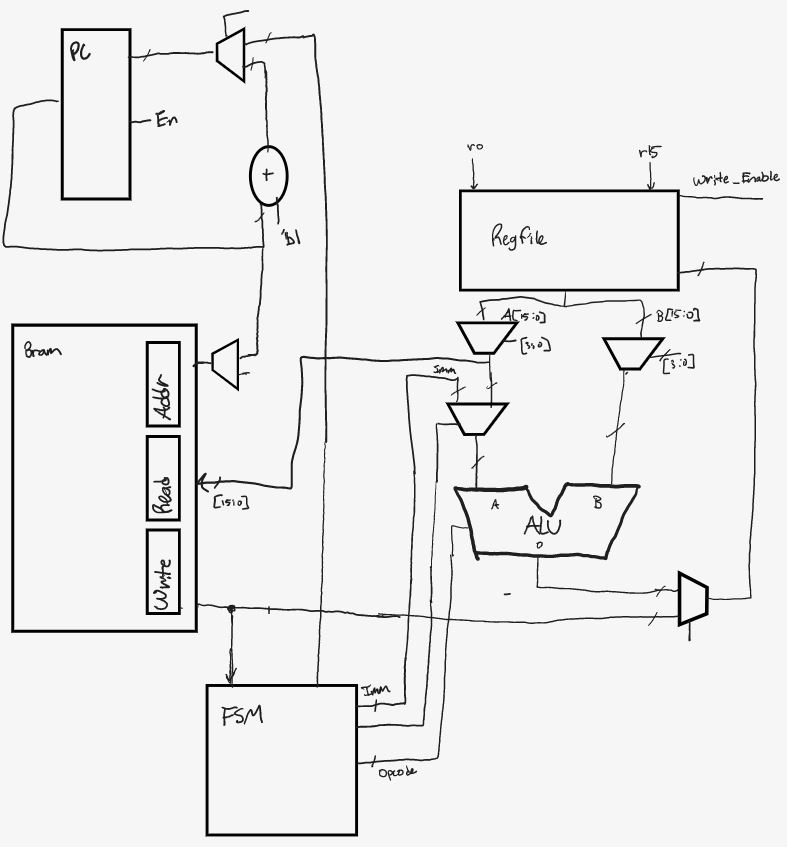 PC
En
+
'B1
r0
r15
Write_Enable
Regfile
A[15:0]
B[15:0]
[3:0]
[3:0]
Bram
Addr
Read
Write
[15:0]
Imm
A
B
ALU
O
FSM
Imm
Opcode